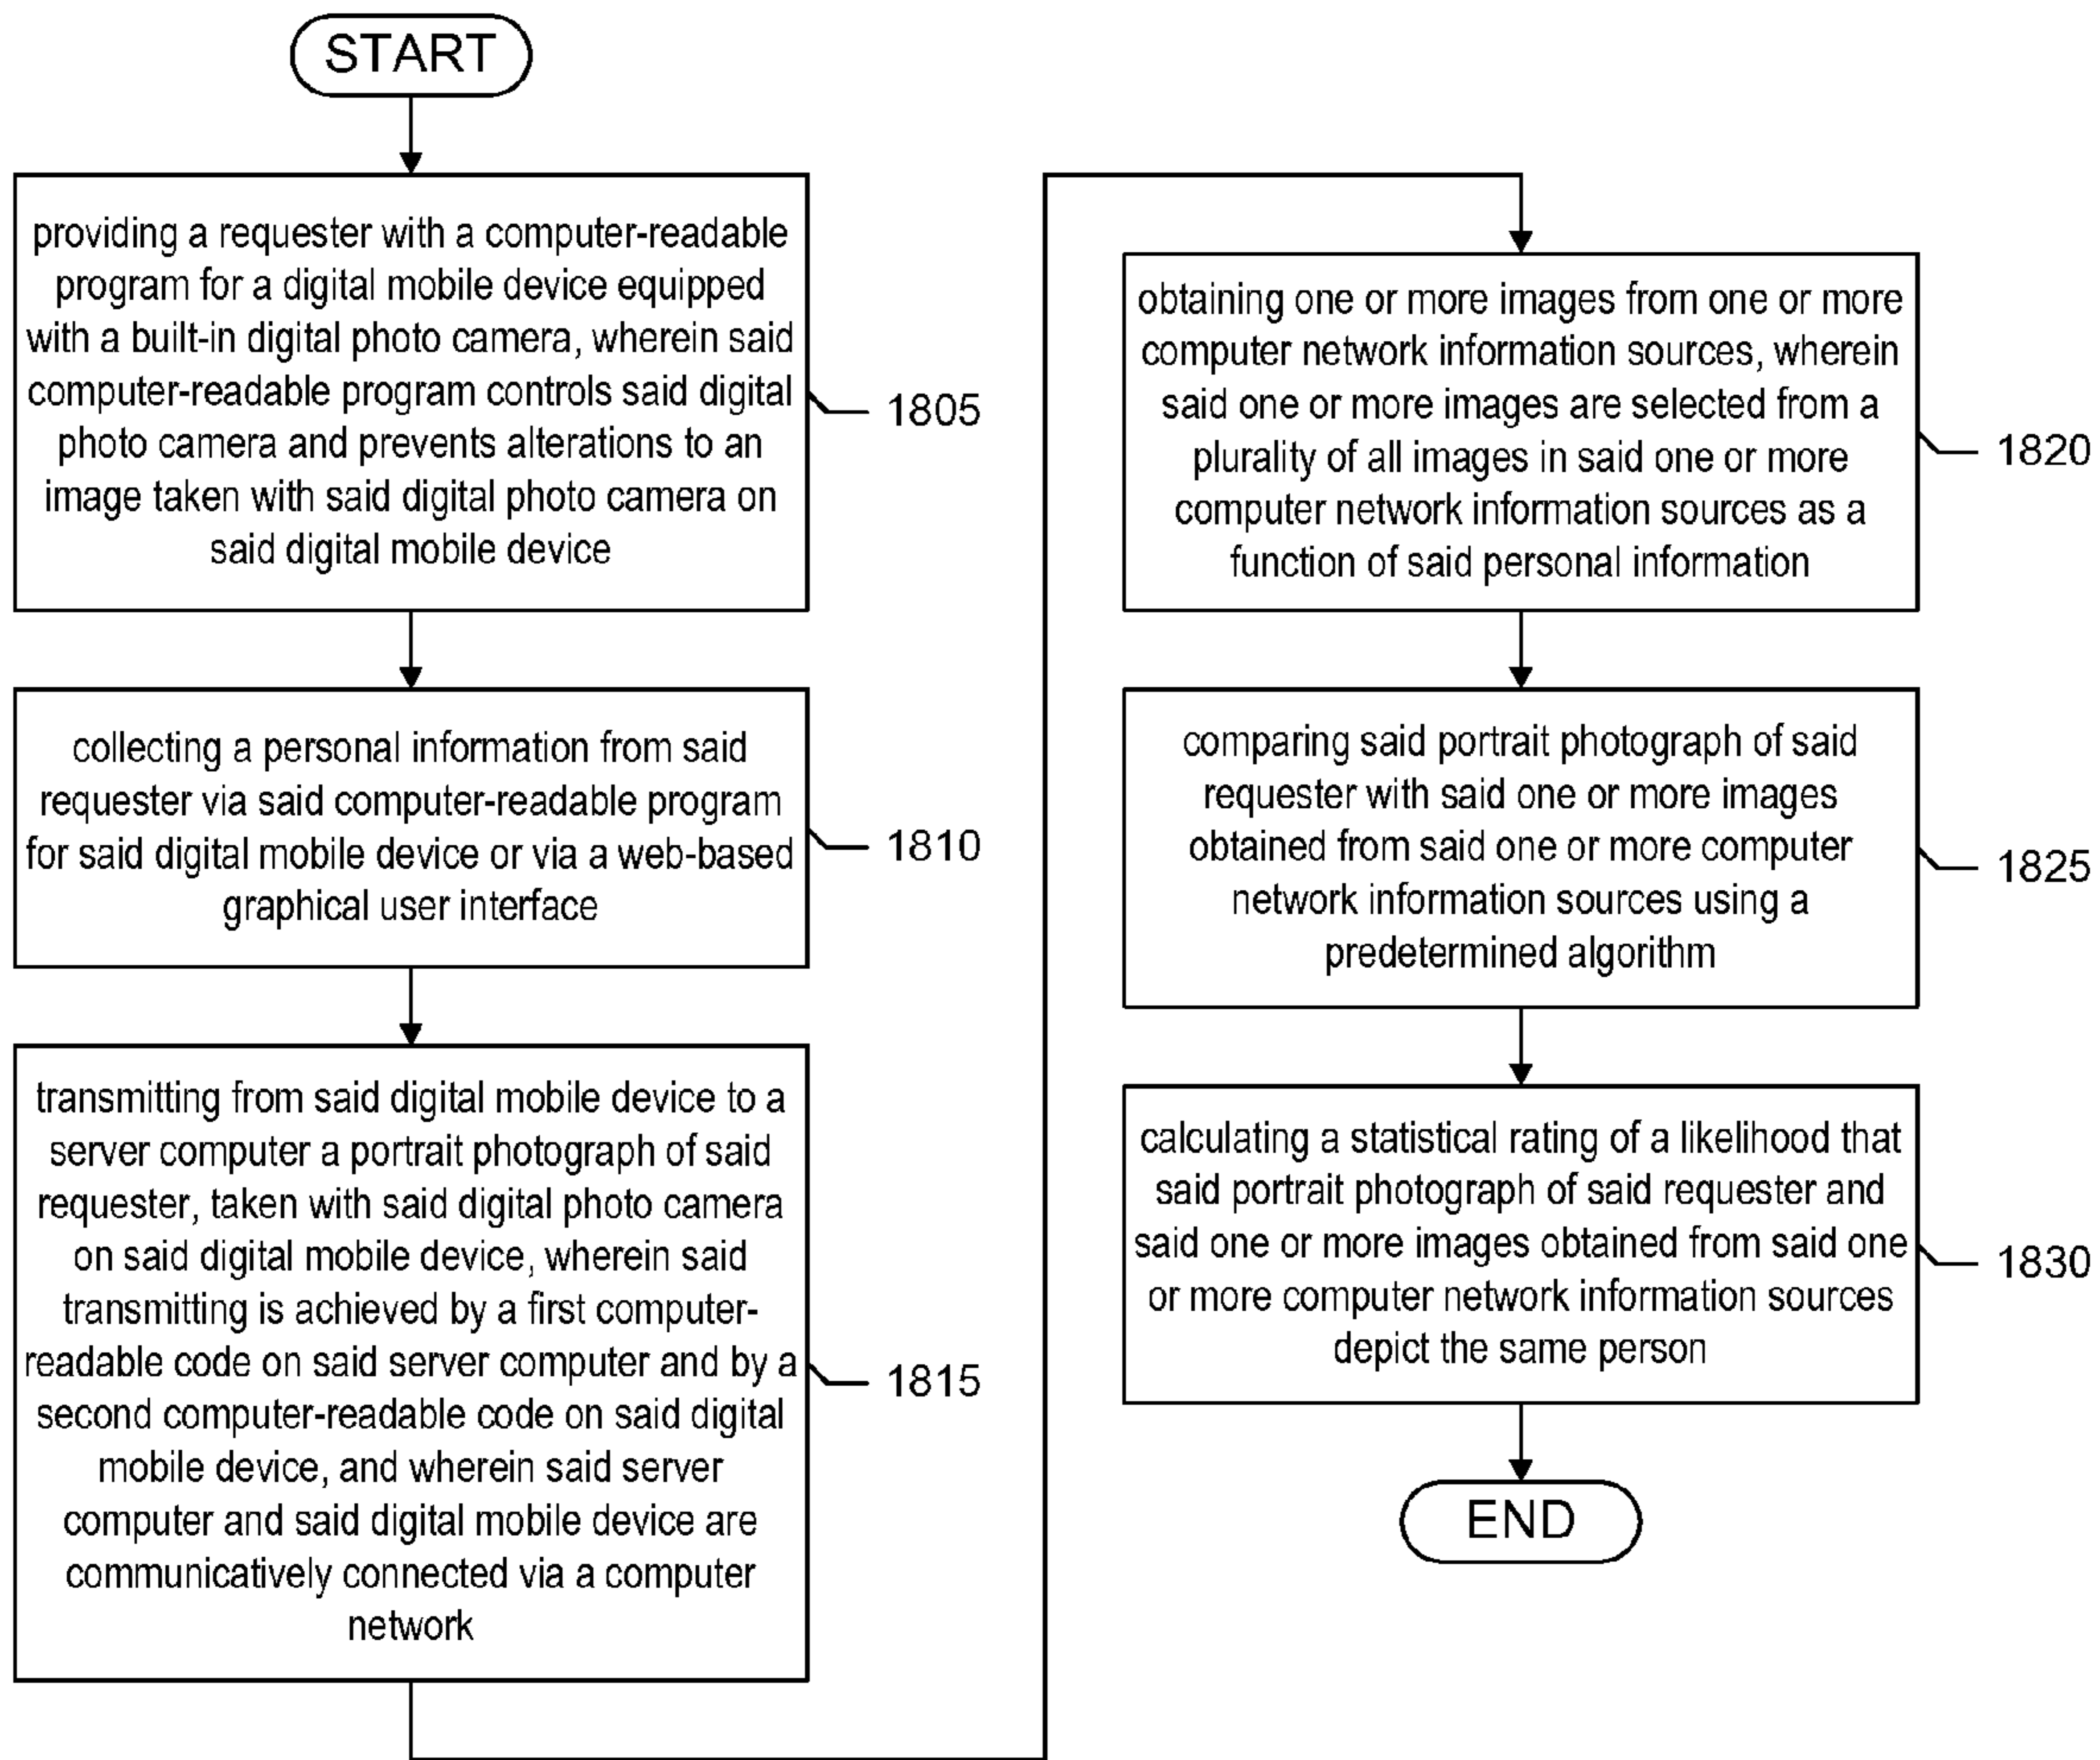 START
providing a requester with a computer-readable
program for a digital mobile device equipped
with a built-in digital photo camera, wherein said
computer-readable program controls said digital
photo camera and prevents alterations to an
image taken with said digital photo camera on
said digital mobile device
1805
collecting a personal information from said
requester via said computer-readable program
for said digital mobile device or via a web-based
graphical user interface
1810
transmitting from said digital mobile device to a
server computer a portrait photograph of said
requester, taken with said digital photo camera
on said digital mobile device, wherein said
transmitting is achieved by a first computer-
readable code on said server computer and by a
second computer-readable code on said digital
mobile device, and wherein said server
computer and said digital mobile device are
communicatively connected via a computer
network
1815
obtaining one or more images from one or more
computer network information sources, wherein
said one or more images are selected from a
plurality of all images in said one or more
computer network information sources as a
function of said personal information
1820
comparing said portrait photograph of said
requester with said one or more images
obtained from said one or more computer
network information sources using a
predetermined algorithm
1825
calculating a statistical rating of a likelihood that
said portrait photograph of said requester and
said one or more images obtained from said one
or more computer network information sources
depict the same person
1830
END